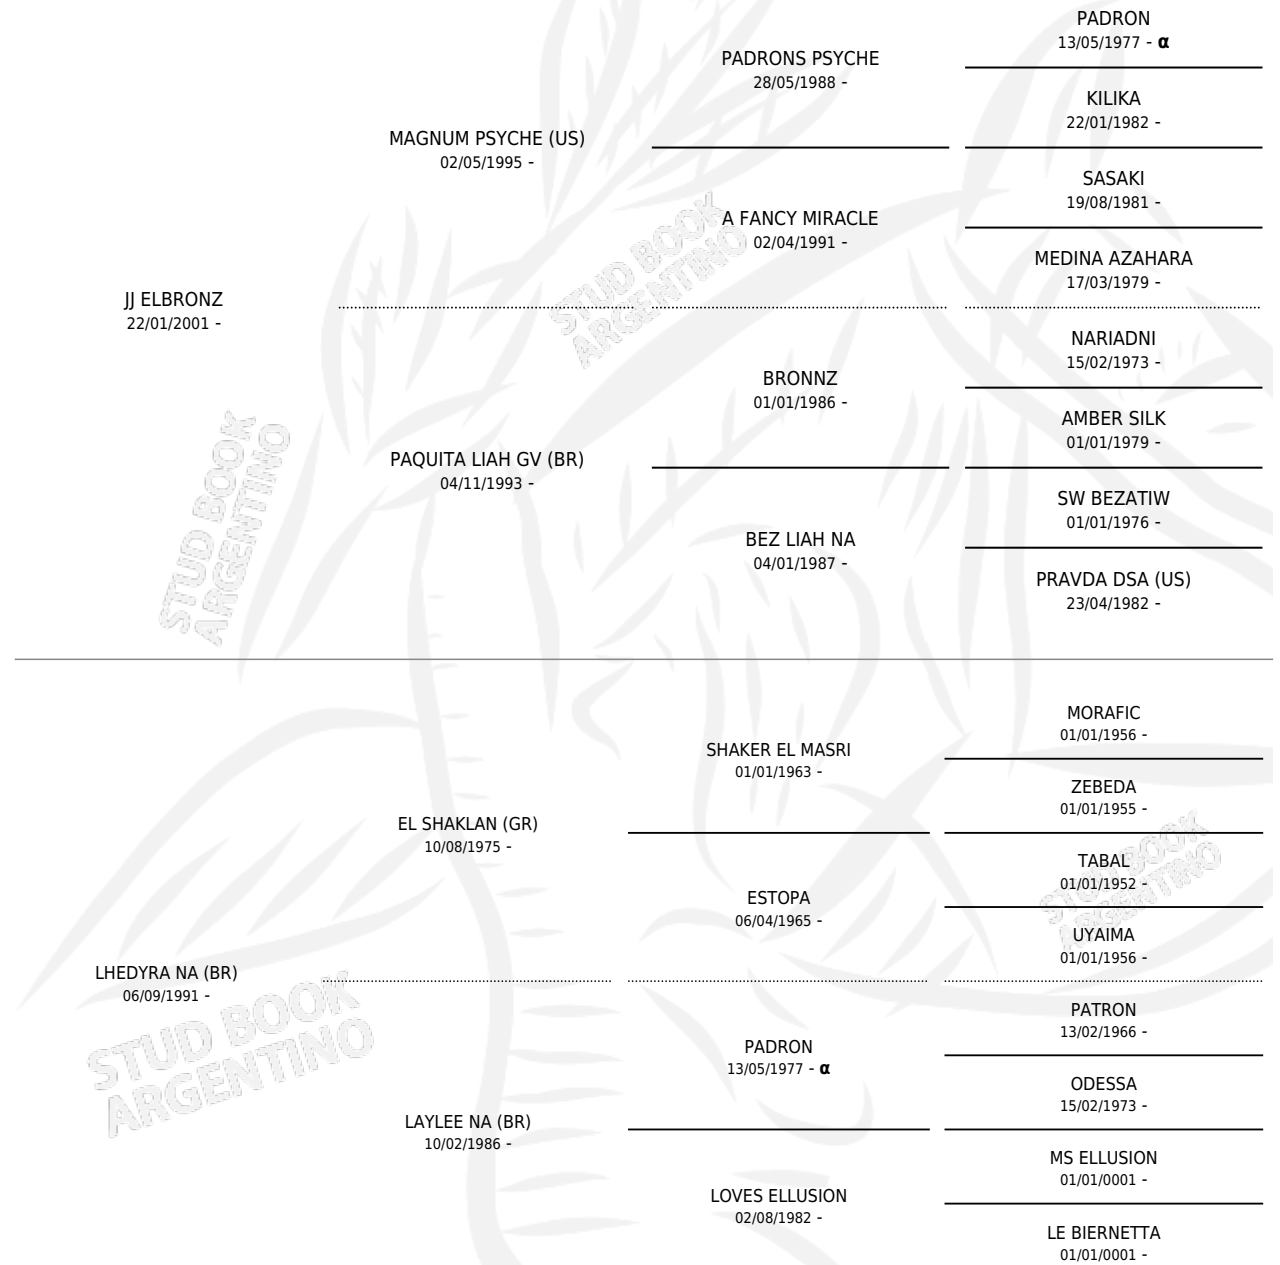 PADRON
13/05/1977 - α
PADRONS PSYCHE
28/05/1988 -
KILIKA
22/01/1982 -
MAGNUM PSYCHE (US)
02/05/1995 -
SASAKI
19/08/1981 -
A FANCY MIRACLE
02/04/1991 -
MEDINA AZAHARA
17/03/1979 -
JJ ELBRONZ
22/01/2001 -
NARIADNI
15/02/1973 -
BRONNZ
01/01/1986 -
AMBER SILK
01/01/1979 -
PAQUITA LIAH GV (BR)
04/11/1993 -
SW BEZATIW
01/01/1976 -
BEZ LIAH NA
04/01/1987 -
PRAVDA DSA (US)
23/04/1982 -
MORAFIC
01/01/1956 -
SHAKER EL MASRI
01/01/1963 -
ZEBEDA
01/01/1955 -
EL SHAKLAN (GR)
10/08/1975 -
TABAL
01/01/1952 -
ESTOPA
06/04/1965 -
UYAIMA
01/01/1956 -
LHEDYRA NA (BR)
06/09/1991 -
PATRON
13/02/1966 -
PADRON
13/05/1977 - α
ODESSA
15/02/1973 -
LAYLEE NA (BR)
10/02/1986 -
MS ELLUSION
01/01/0001 -
LOVES ELLUSION
02/08/1982 -
LE BIERNETTA
01/01/0001 -
STUD BOOK
ARGENTINO
STUD BOOK
ARGENTINO
STUD BOOK
ARGENTINO
STUD BOOK
ARGENTINO